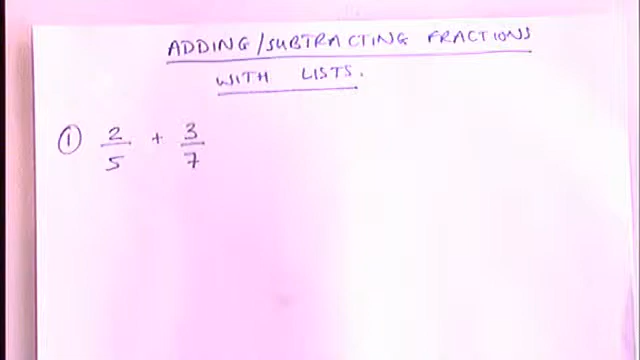 ADDING/SUBTRACTING FRACTIONS
WITH LISTS.
① 2/5 + 3/7